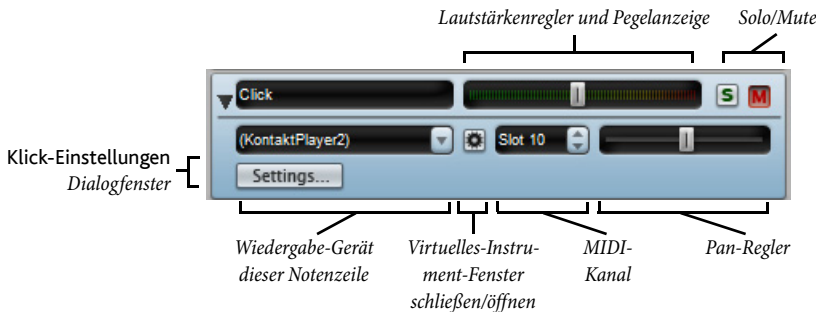 Lautstärkenregler und Pegelanzeige Solo/Mute
Click S M
(KontaktPlayer2) Slot 10
Klick-Einstellungen
Dialogfenster
Settings...
Wiedergabe-Gerät
dieser Notenzeile
Virtuelles-Instru-
ment-Fenster
schließen/öffnen
MIDI-
Kanal
Pan-Regler